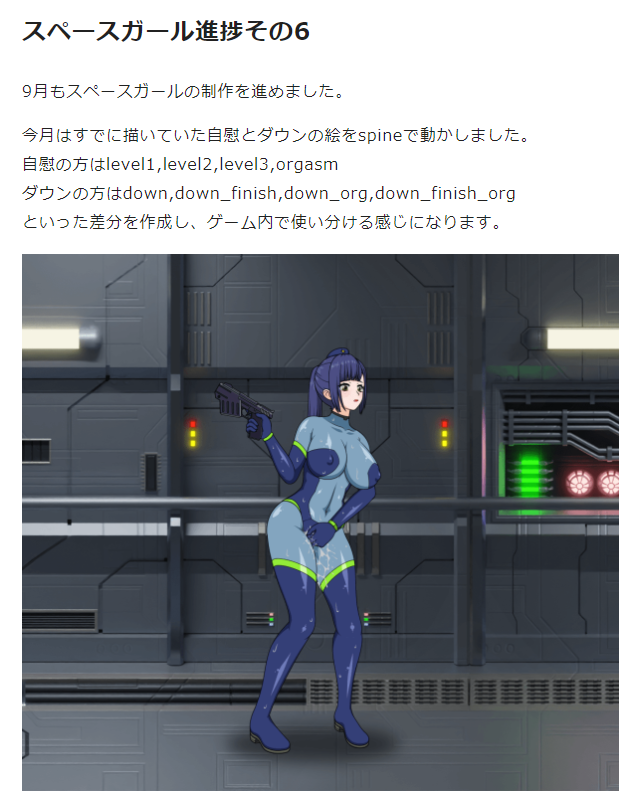 スペースガール進捗その6
9月もスペースガールの制作を進めました。
今月はすでに描いていた自慰とダウンの絵をspineで動かしました。
自慰の方はlevel1,level2,level3,orgasm
ダウンの方はdown,down_finish,down_org,down_finish_org
といった差分を作成し、ゲーム内で使い分ける感じになります。